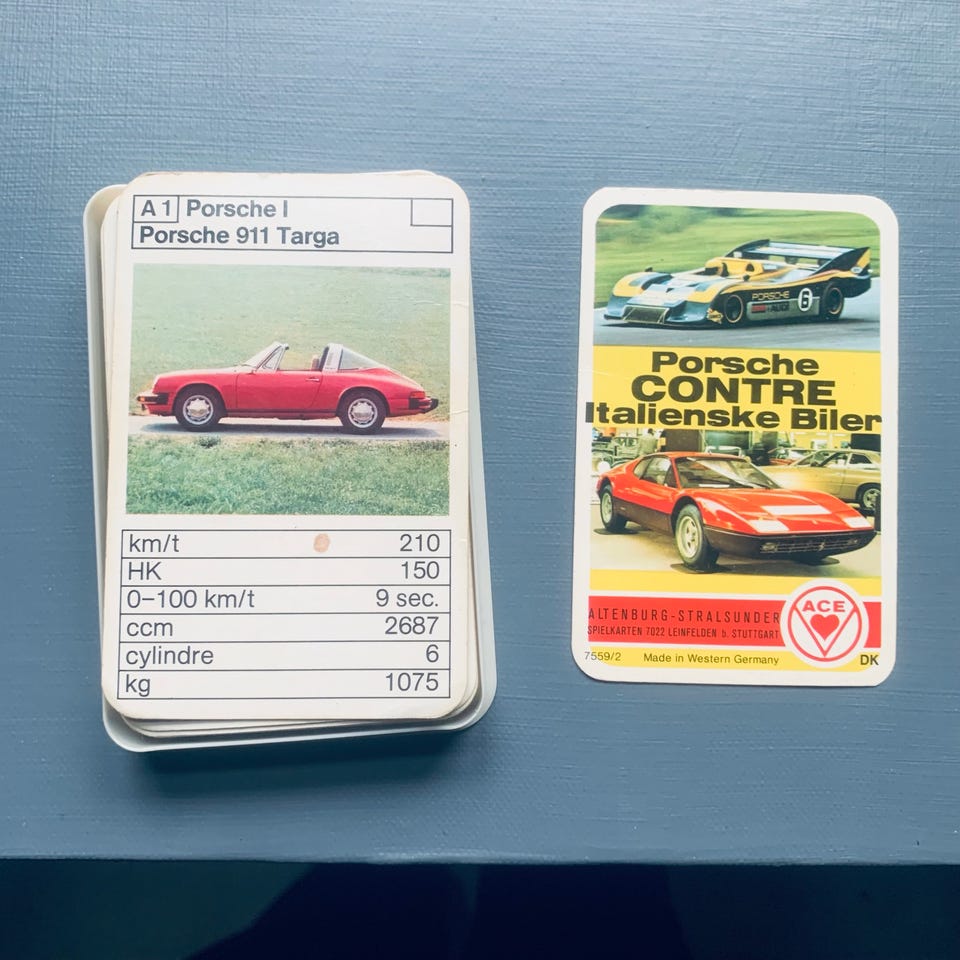 A 1 Porsche I
Porsche 911 Targa
km/t 210
HK 150
0–100 km/t 9 sec.
ccm 2687
cylindre 6
kg 1075
PORSCHE 6
Porsche
CONTRE
Italienske Biler
ALTENBURG-STRALSUNDER
SPIELKARTEN 7022 LEINFELDEN b. STUTTGART
ACE
7559/2 Made in Western Germany DK